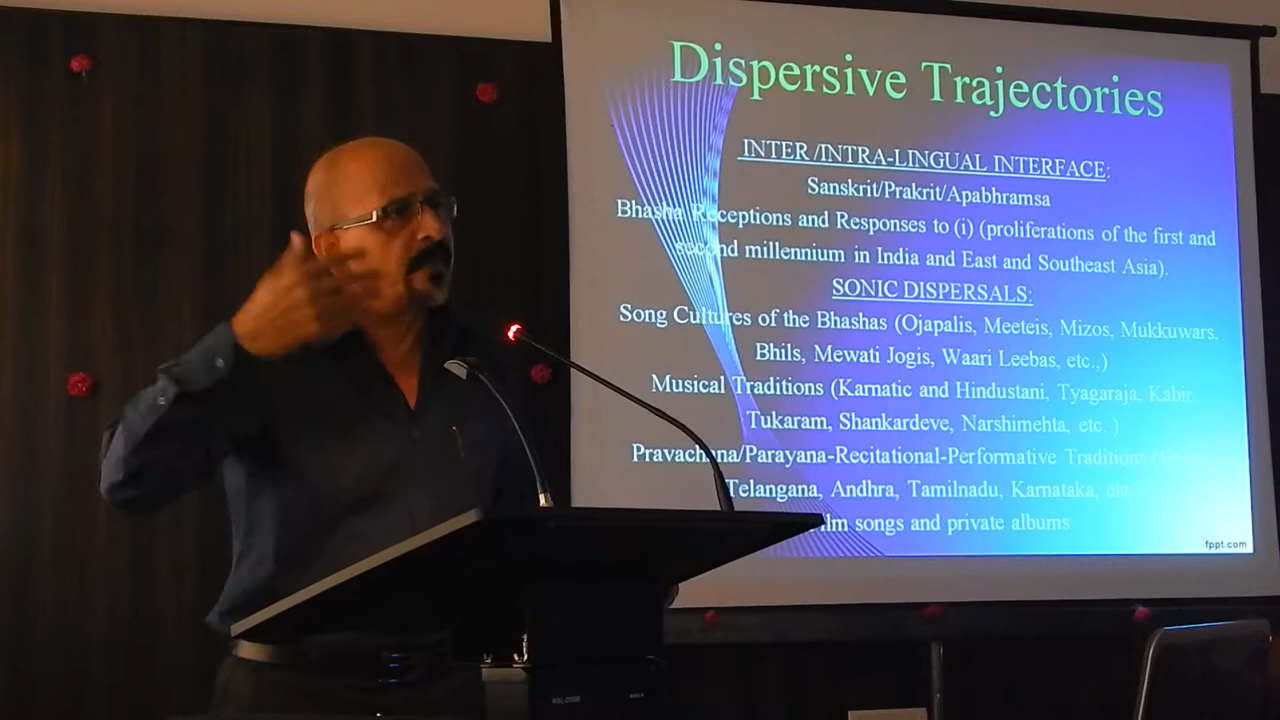 Dispersive Trajectories
INTER /INTRA-LINGUAL INTERFACE:
Sanskrit/Prakrit/Apabhramsa
Bhasha Receptions and Responses to (i) (proliferations of the first and
second millennium in India and East and Southeast Asia).
SONIC DISPERSALS:
Song Cultures of the Bhashas (Ojapalis, Meeteis, Mizos, Mukkuwars,
Bhils, Mewati Jogis, Waari Leebas, etc.,)
Musical Traditions (Karnatic and Hindustani, Tyagaraja, Kabir,
Tukaram, Shankardeve, Narshimehta, etc. )
Pravachana/Parayana-Recitational-Performative Traditions
Telangana, Andhra, Tamilnadu, Karnataka, etc.
songs and private albums
fppt.com